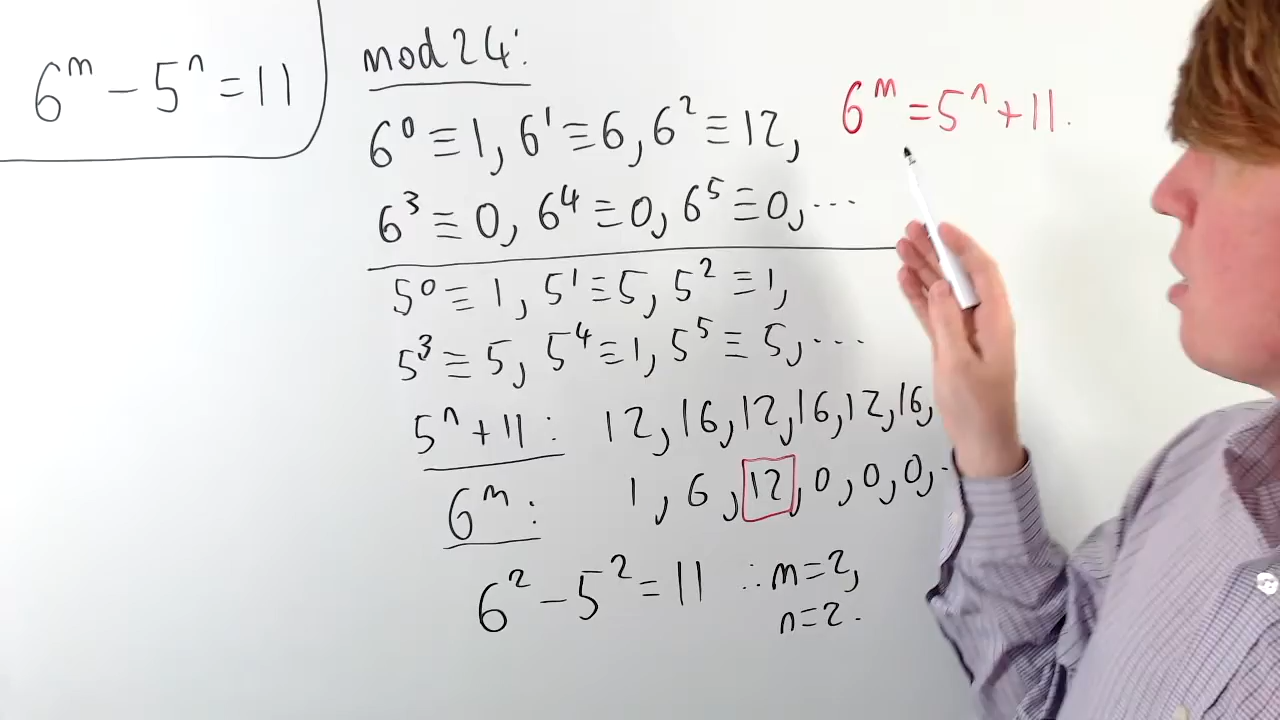 6^m − 5^n = 11
mod 24:
6^0 ≡ 1, 6^1 ≡ 6, 6^2 ≡ 12,
6^m = 5^n + 11.
6^3 ≡ 0, 6^4 ≡ 0, 6^5 ≡ 0, ...
5^0 ≡ 1, 5^1 ≡ 5, 5^2 ≡ 1,
5^3 ≡ 5, 5^4 ≡ 1, 5^5 ≡ 5, ...
5^n + 11 : 12, 16, 12, 16, 12, 16,
6^m : 1, 6, 12, 0, 0, 0, ·
6^2 − 5^2 = 11 ∴ m = 2,
n = 2.